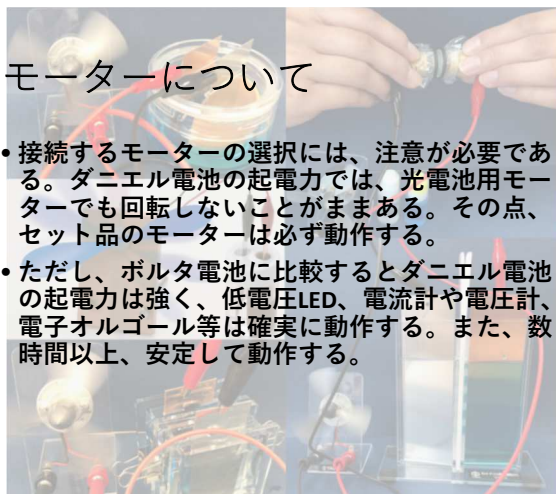 モーターについて
• 接続するモーターの選択には、注意が必要であ
る。ダニエル電池の起電力では、光電池用モー
ターでも回転しないことがままある。その点、
セット品のモーターは必ず動作する。
• ただし、ボルタ電池に比較するとダニエル電池
の起電力は強く、低電圧LED、電流計や電圧計、
電子オルゴール等は確実に動作する。また、数
時間以上、安定して動作する。